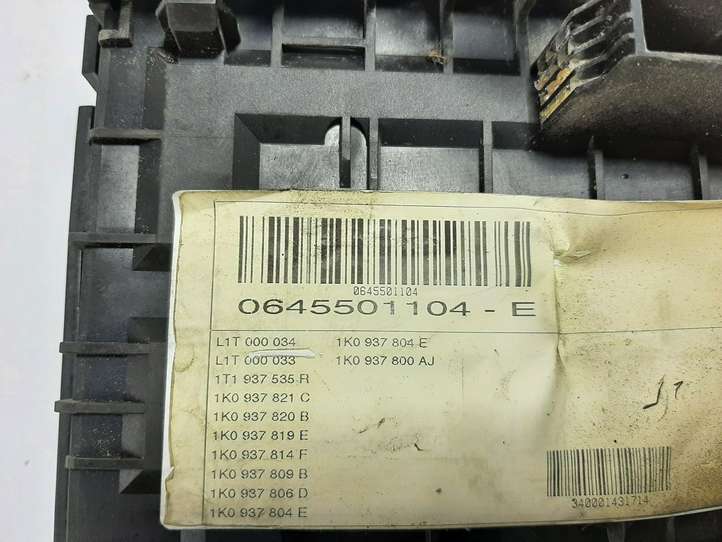 0645501104
0645501104 - E
L1T 000 034 1K0 937 804 E
L1T 000 033 1K0 937 800 AJ
1T1 937 535 R
1K0 937 821 C
1K0 937 820 B
1K0 937 819 E
1K0 937 814 F
1K0 937 809 B
1K0 937 806 D
1K0 937 804 E
340001431714